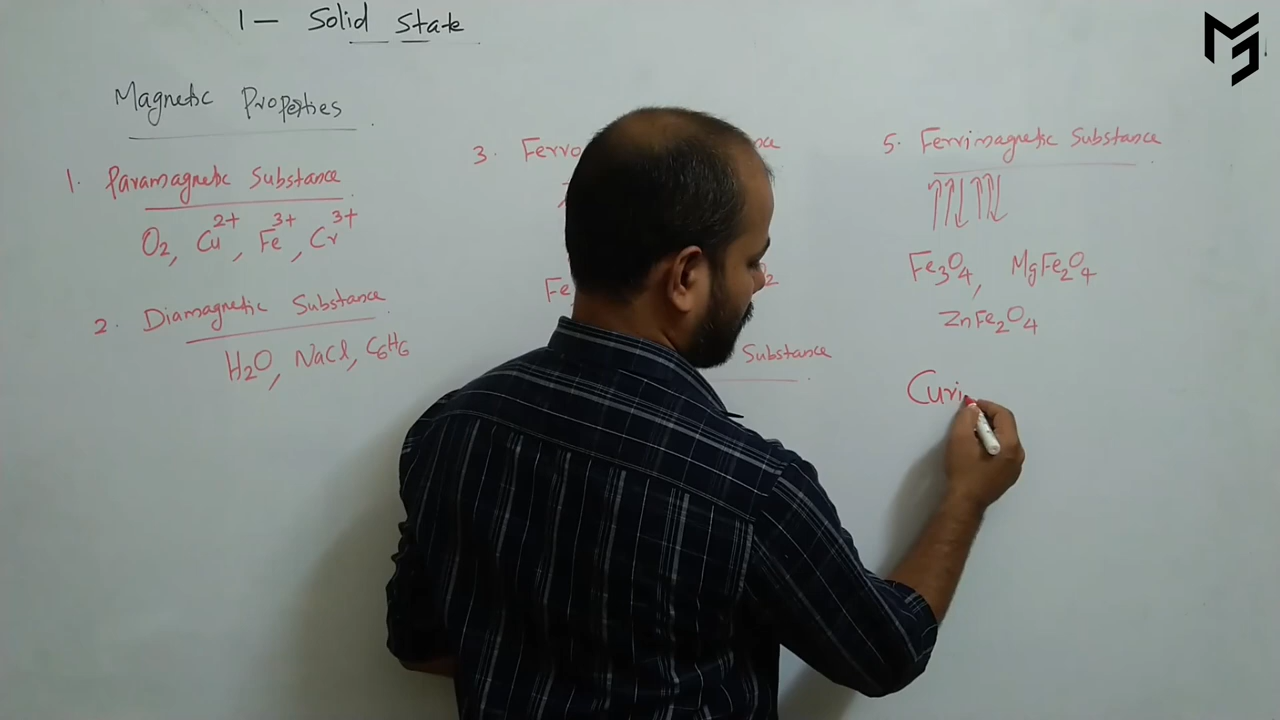 1 — Solid State
Magnetic Properties
1. Paramagnetic Substance
O2, Cu2+, Fe3+, Cr3+
2. Diamagnetic Substance
H2O, NaCl, C6H6
3.
Substance
5. Ferrimagnetic Substance
Fe3O4, MgFe2O4
ZnFe2O4
Curi